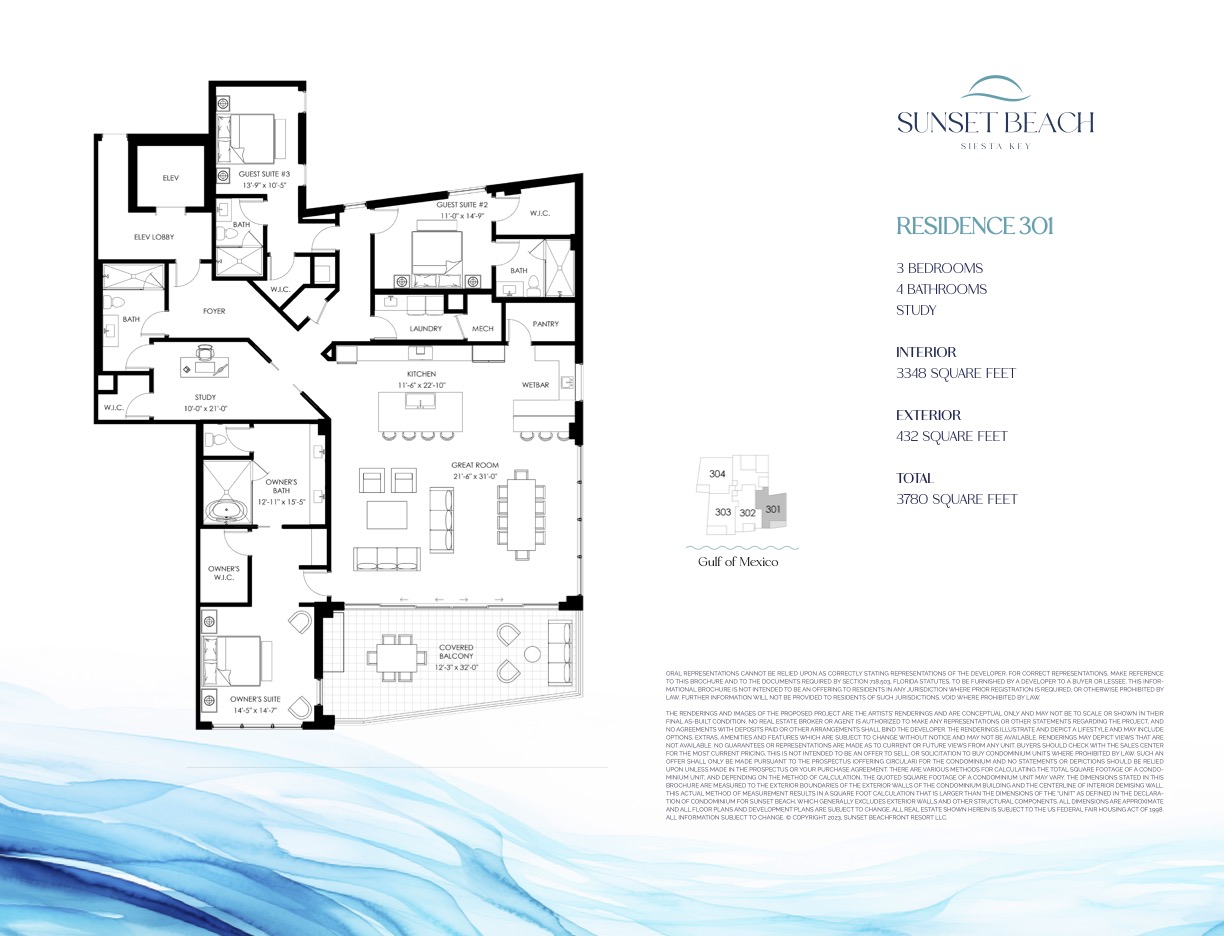 SUNSET BEACH
SIESTA KEY
RESIDENCE 301
3 BEDROOMS
4 BATHROOMS
STUDY
INTERIOR
3348 SQUARE FEET
EXTERIOR
432 SQUARE FEET
TOTAL
3780 SQUARE FEET
ELEV
GUEST SUITE #3
13'-9" x 10'-5"
ELEV LOBBY
BATH
GUEST SUITE #2
11'-0" x 14'-9"
W.I.C.
BATH
W.I.C.
FOYER
BATH
LAUNDRY
MECH
PANTRY
KITCHEN
11'-6" x 22'-10"
WETBAR
STUDY
10'-0" x 21'-0"
W.I.C.
GREAT ROOM
21'-6" x 31'-0"
OWNER'S
BATH
12'-11" x 15'-5"
OWNER'S
W.I.C.
COVERED
BALCONY
12'-3" x 32'-0"
OWNER'S SUITE
14'-5" x 14'-7"
304
303
302
301
Gulf of Mexico
ORAL REPRESENTATIONS CANNOT BE RELIED UPON AS CORRECTLY STATING REPRESENTATIONS OF THE DEVELOPER. FOR CORRECT REPRESENTATIONS, MAKE REFERENCE
TO THIS BROCHURE AND TO THE DOCUMENTS REQUIRED BY SECTION 718.503, FLORIDA STATUTES, TO BE FURNISHED BY A DEVELOPER TO A BUYER OR LESSEE. THIS INFOR-
MATIONAL BROCHURE IS NOT INTENDED TO BE AN OFFERING TO RESIDENTS IN ANY JURISDICTION WHERE PRIOR REGISTRATION IS REQUIRED, OR OTHERWISE PROHIBITED BY
LAW. FURTHER INFORMATION WILL NOT BE PROVIDED TO RESIDENTS OF SUCH JURISDICTIONS. VOID WHERE PROHIBITED BY LAW.
THE RENDERINGS AND IMAGES OF THE PROPOSED PROJECT ARE THE ARTISTS' RENDERINGS AND ARE CONCEPTUAL ONLY AND MAY NOT BE TO SCALE OR SHOWN IN THEIR
FINAL AS-BUILT CONDITION. NO REAL ESTATE BROKER OR AGENT IS AUTHORIZED TO MAKE ANY REPRESENTATIONS OR OTHER STATEMENTS REGARDING THE PROJECT, AND
NO AGREEMENTS WITH DEPOSITS PAID OR OTHER ARRANGEMENTS SHALL BIND THE DEVELOPER. THE RENDERINGS ILLUSTRATE AND DEPICT A LIFESTYLE AND MAY INCLUDE
OPTIONS, EXTRAS, AMENITIES AND FEATURES WHICH ARE SUBJECT TO CHANGE WITHOUT NOTICE AND MAY NOT BE AVAILABLE. RENDERINGS MAY DEPICT VIEWS THAT ARE
NOT AVAILABLE. NO GUARANTEES OR REPRESENTATIONS ARE MADE AS TO CURRENT OR FUTURE VIEWS FROM ANY UNIT. BUYERS SHOULD CHECK WITH THE SALES CENTER
FOR THE MOST CURRENT PRICING. THIS IS NOT INTENDED TO BE AN OFFER TO SELL, OR SOLICITATION TO BUY CONDOMINIUM UNITS WHERE PROHIBITED BY LAW. SUCH AN
OFFER SHALL ONLY BE MADE PURSUANT TO THE PROSPECTUS (OFFERING CIRCULAR) FOR THE CONDOMINIUM AND NO STATEMENTS OR DEPICTIONS SHOULD BE RELIED
UPON UNLESS MADE IN THE PROSPECTUS OR YOUR PURCHASE AGREEMENT. THERE ARE VARIOUS METHODS FOR CALCULATING THE TOTAL SQUARE FOOTAGE OF A CONDO-
MINIUM UNIT, AND DEPENDING ON THE METHOD OF CALCULATION, THE QUOTED SQUARE FOOTAGE OF A CONDOMINIUM UNIT MAY VARY. THE DIMENSIONS STATED IN THIS
BROCHURE ARE MEASURED TO THE EXTERIOR BOUNDARIES OF THE EXTERIOR WALLS OF THE CONDOMINIUM BUILDING AND THE CENTERLINE OF INTERIOR DEMISING WALL.
THIS ACTUAL METHOD OF MEASUREMENT RESULTS IN A SQUARE FOOT CALCULATION THAT IS LARGER THAN THE DIMENSIONS OF THE "UNIT" AS DEFINED IN THE DECLARA-
TION OF CONDOMINIUM FOR SUNSET BEACH, WHICH GENERALLY EXCLUDES EXTERIOR WALLS AND OTHER STRUCTURAL COMPONENTS. ALL DIMENSIONS ARE APPROXIMATE
AND ALL FLOOR PLANS AND DEVELOPMENT PLANS ARE SUBJECT TO CHANGE. ALL REAL ESTATE SHOWN HEREIN IS SUBJECT TO THE US FEDERAL FAIR HOUSING ACT OF 1998.
ALL INFORMATION SUBJECT TO CHANGE. © COPYRIGHT 2023, SUNSET BEACHFRONT RESORT LLC.